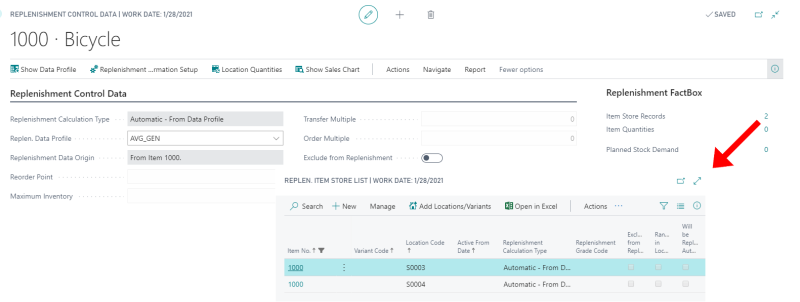 REPLENISHMENT CONTROL DATA | WORK DATE: 1/28/2021
SAVED
1000 · Bicycle
Show Data Profile Replenishment ...rmation Setup Location Quantities Show Sales Chart Actions Navigate Report Fewer options
Replenishment Control Data
Replenishment FactBox
Replenishment Calculation Type Automatic - From Data Profile
Transfer Multiple 0
Item Store Records 2
Replen. Data Profile AVG_GEN
Order Multiple 0
Item Quantities 0
Replenishment Data Origin From Item 1000.
Exclude from Replenishment
Planned Stock Demand 0
Reorder Point
Maximum Inventory
REPLEN. ITEM STORE LIST | WORK DATE: 1/28/2021
Search New Manage Add Locations/Variants Open in Excel Actions ...
Item No. ↑ Variant Code ↑ Location Code ↑ Active From Date ↑ Replenishment Calculation Type Replenishment Grade Code Excl... from Repl... Ran... in Loc... Will be Repl... Aut...
1000 S0003 Automatic - From D...
1000 S0004 Automatic - From D...